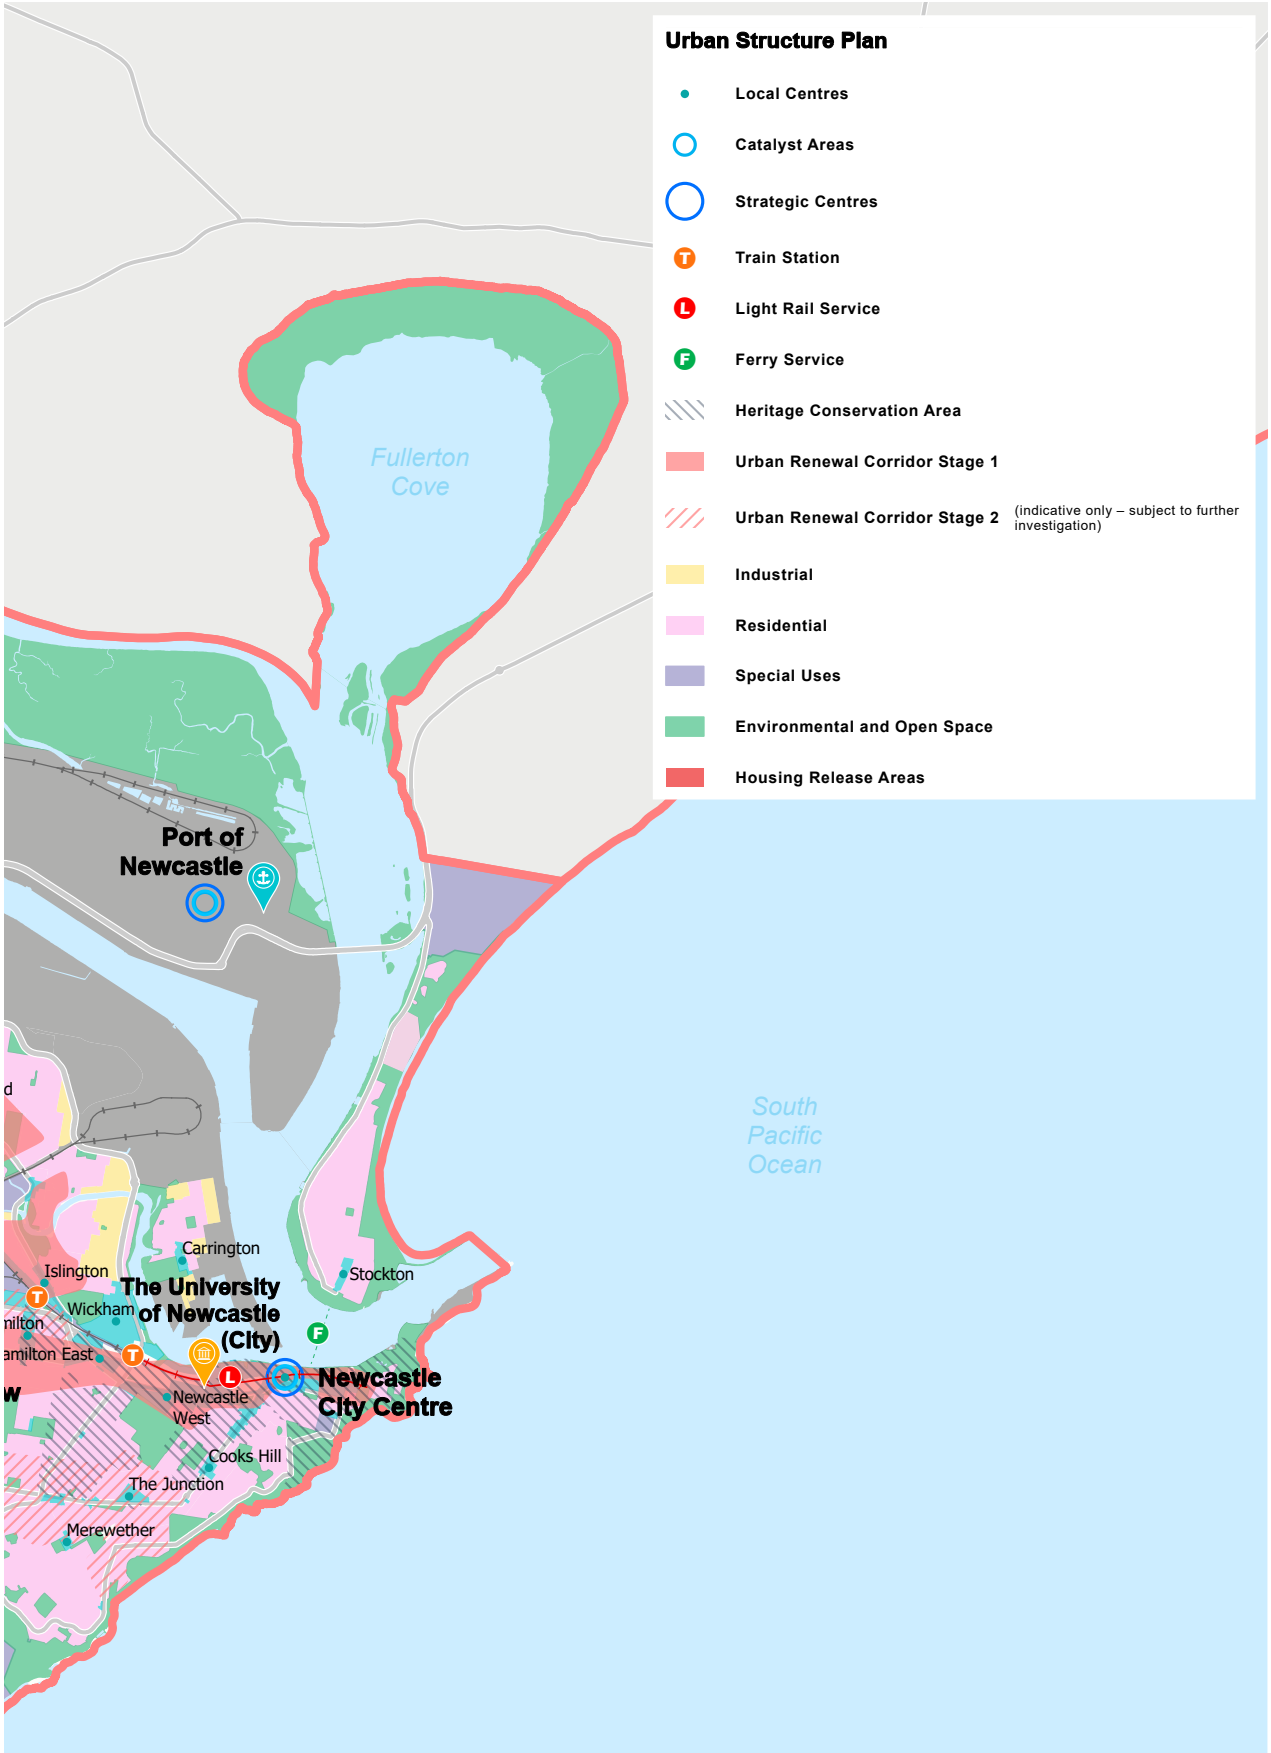 Urban Structure Plan
Local Centres
Catalyst Areas
Strategic Centres
T
Train Station
L
Light Rail Service
F
Ferry Service
Heritage Conservation Area
Urban Renewal Corridor Stage 1
Urban Renewal Corridor Stage 2
(indicative only – subject to further
investigation)
Industrial
Residential
Special Uses
Environmental and Open Space
Housing Release Areas
Fullerton
Cove
Port of
Newcastle
South
Pacific
Ocean
d
Carrington
Islington
Stockton
The University
of Newcastle
(City)
T
Wickham
milton
F
amilton East
T
L
Newcastle
City Centre
w
Newcastle
West
Cooks Hill
The Junction
Merewether